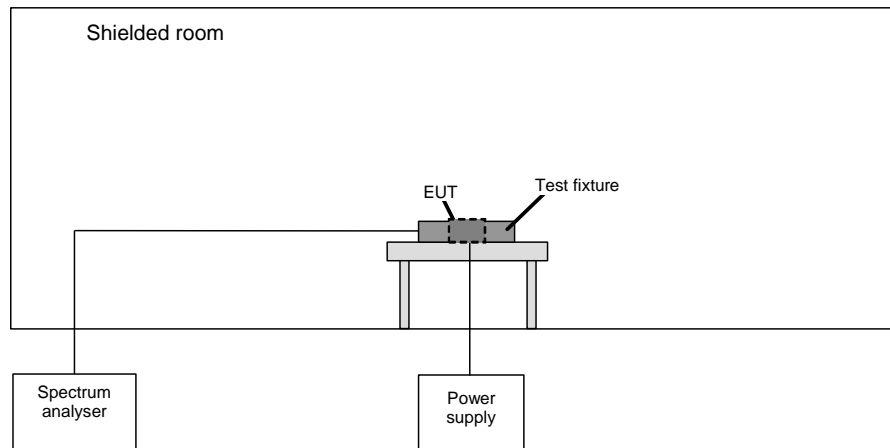 Shielded room
EUT
Test fixture
Spectrum
analyser
Power
supply